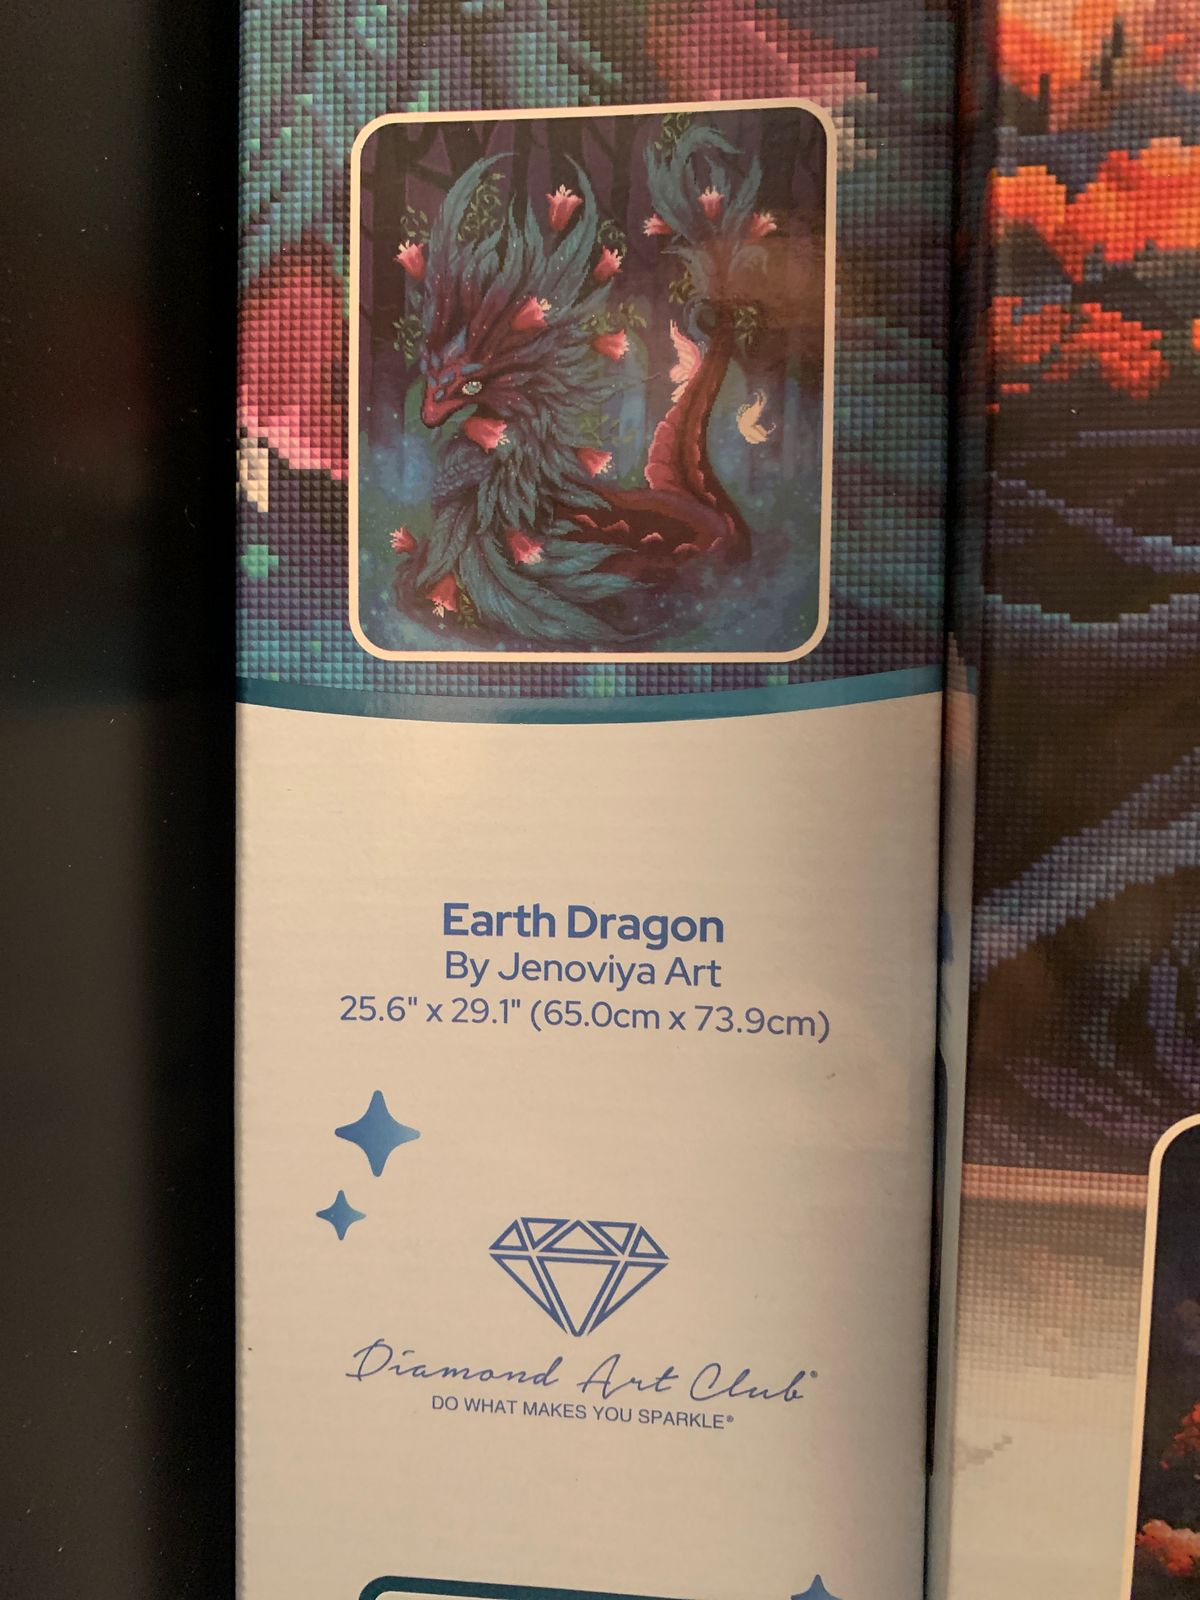 Earth Dragon
By Jenoviya Art
25.6" x 29.1" (65.0cm x 73.9cm)
Diamond Art Club®
DO WHAT MAKES YOU SPARKLE®